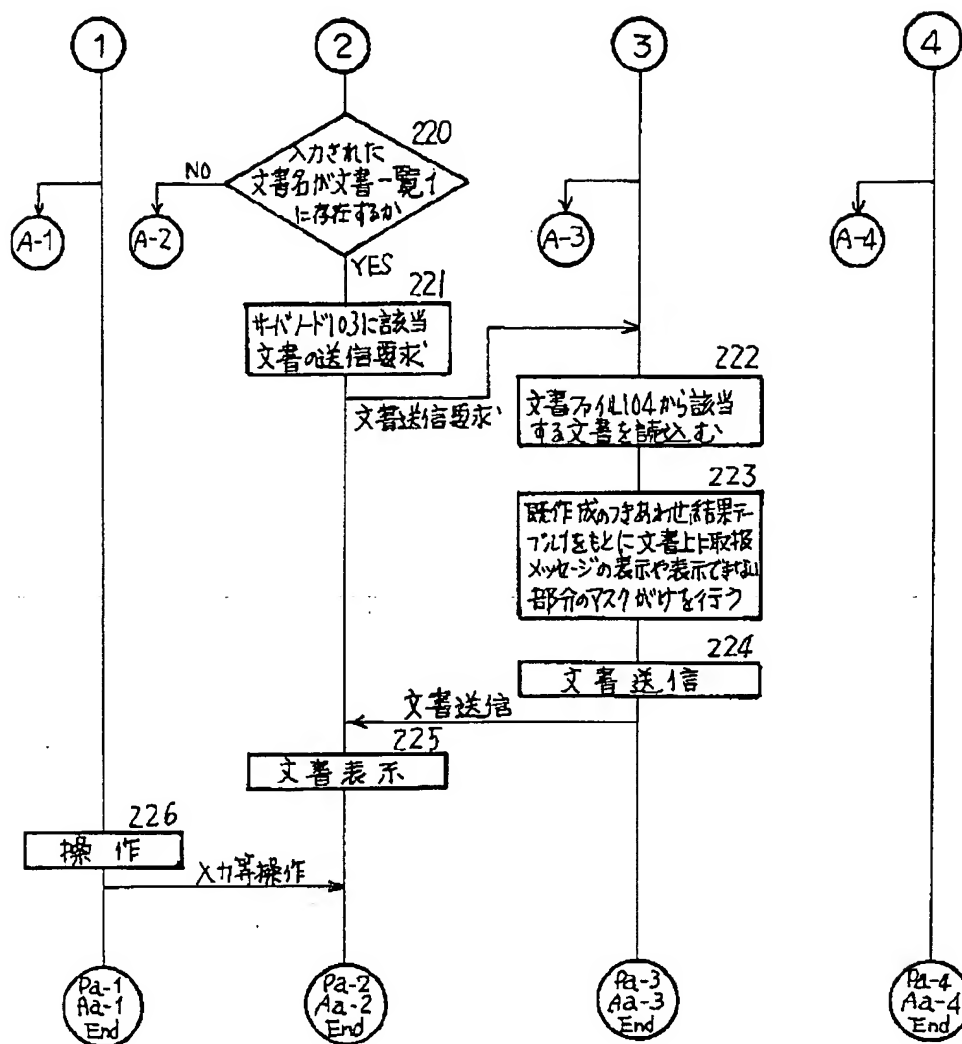 1
2
3
4
220
入力された
文書名が文書一覧1
に存在するか
NO
YES
A-1
A-2
A-3
A-4
221
サーバノード103に該当
文書の送信要求
文書送信要求
222
文書ファイル104から該当
する文書を読込む
223
既作成のつきあわせ結果テー
ブル1をもとに文書上に取扱
メッセージの表示や表示できない
部分のマスクがけを行う
224
文書送信
文書送信
225
文書表示
226
操作
入力等操作
Pa-1
Aa-1
End
Pa-2
Aa-2
End
Pa-3
Aa-3
End
Pa-4
Aa-4
End